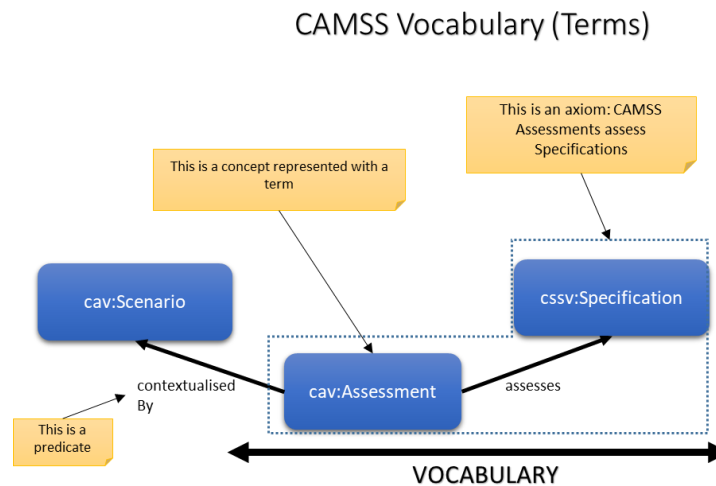 CAMSS Vocabulary (Terms)
This is an axiom: CAMSS
Assessments assess
Specifications
This is a concept represented with a
term
cav:Scenario
cssv:Specification
contextualised
By
cav:Assessment
assesses
This is a
predicate
VOCABULARY